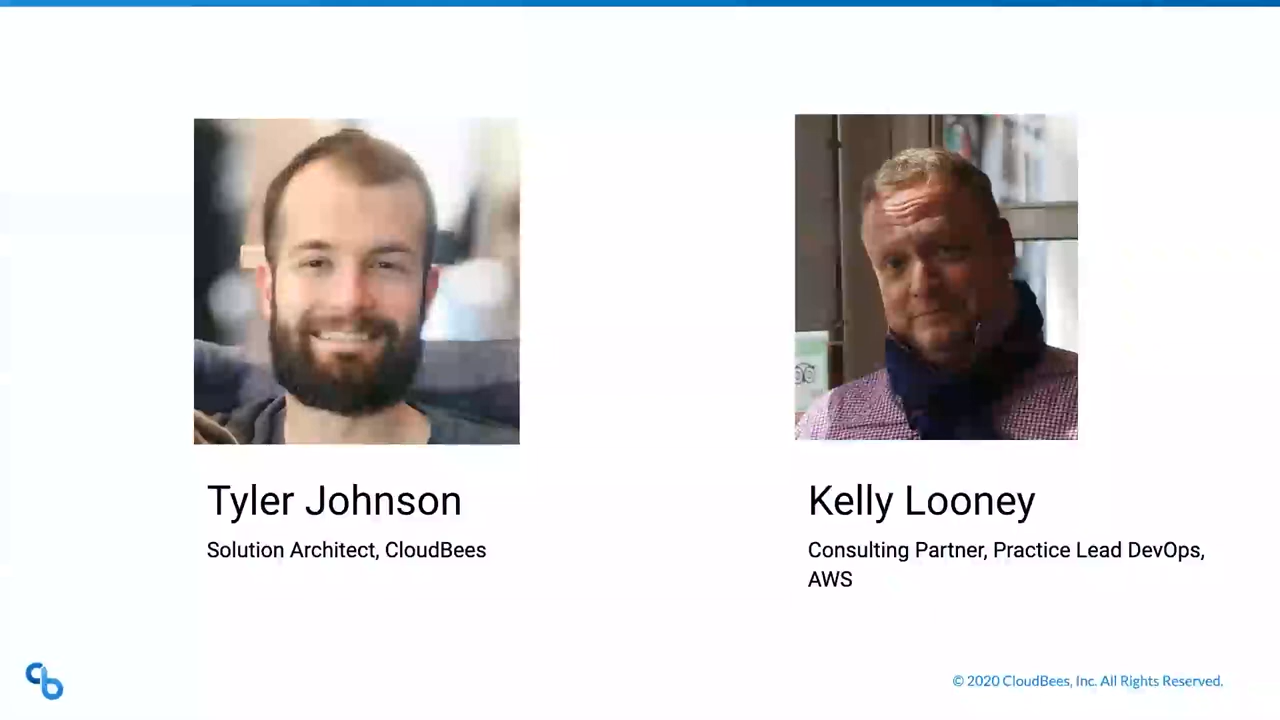 Tyler Johnson
Solution Architect, CloudBees
Kelly Looney
Consulting Partner, Practice Lead DevOps,
AWS
© 2020 CloudBees, Inc. All Rights Reserved.